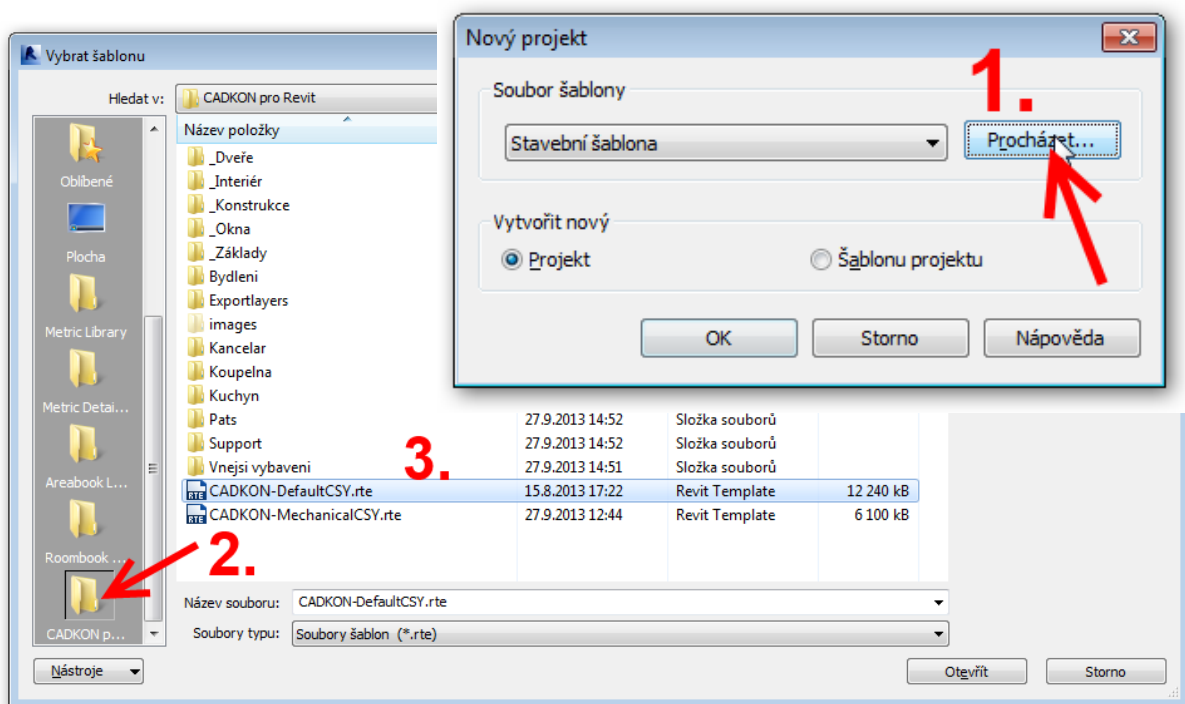 Nový projekt
1.
Soubor šablony
Stavební šablona
Procházet...
Vytvořit nový
Projekt
Šablonu projektu
OK
Storno
Nápověda
Vybrat šablonu
Hledat v:
CADKON pro Revit
Název položky
Oblíbené
Plocha
Metric Library
Metric Detai...
Areabook L...
Roombook ...
CADKON p...
_Dveře
_Interiér
_Konstrukce
_Okna
_Základy
Bydleni
Exportlayers
images
Kancelar
Koupelna
Kuchyn
Pats 27.9.2013 14:52 Složka souborů
Support 27.9.2013 14:52 Složka souborů
Vnejsi vybaveni 27.9.2013 14:51 Složka souborů
3.
CADKON-DefaultCSY.rte 15.8.2013 17:22 Revit Template 12 240 kB
CADKON-MechanicalCSY.rte 27.9.2013 12:44 Revit Template 6 100 kB
2.
Název souboru: CADKON-DefaultCSY.rte
Soubory typu: Soubory šablon (*.rte)
Nástroje
Otevřít
Storno